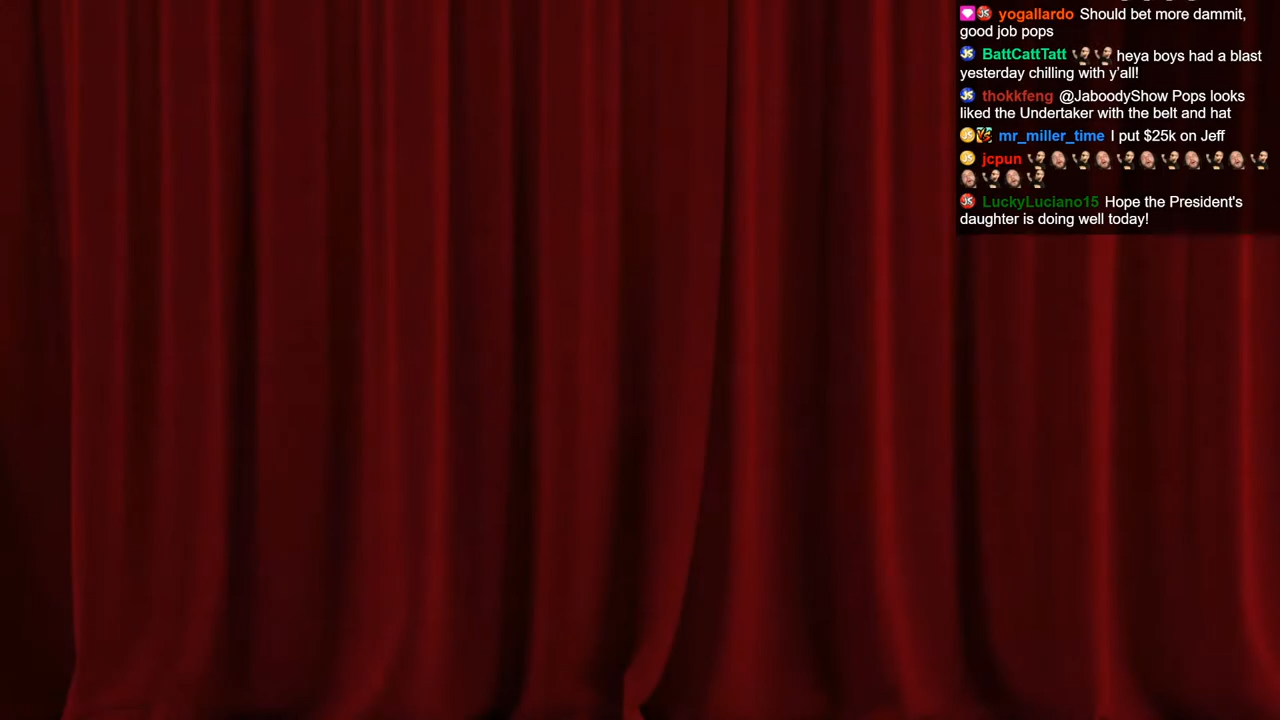 yogallardo Should bet more dammit,
good job pops
BattCattTatt heya boys had a blast
yesterday chilling with y'all!
thokkfeng @JaboodyShow Pops looks
liked the Undertaker with the belt and hat
mr_miller_time I put $25k on Jeff
jcpun
LuckyLuciano15 Hope the President's
daughter is doing well today!